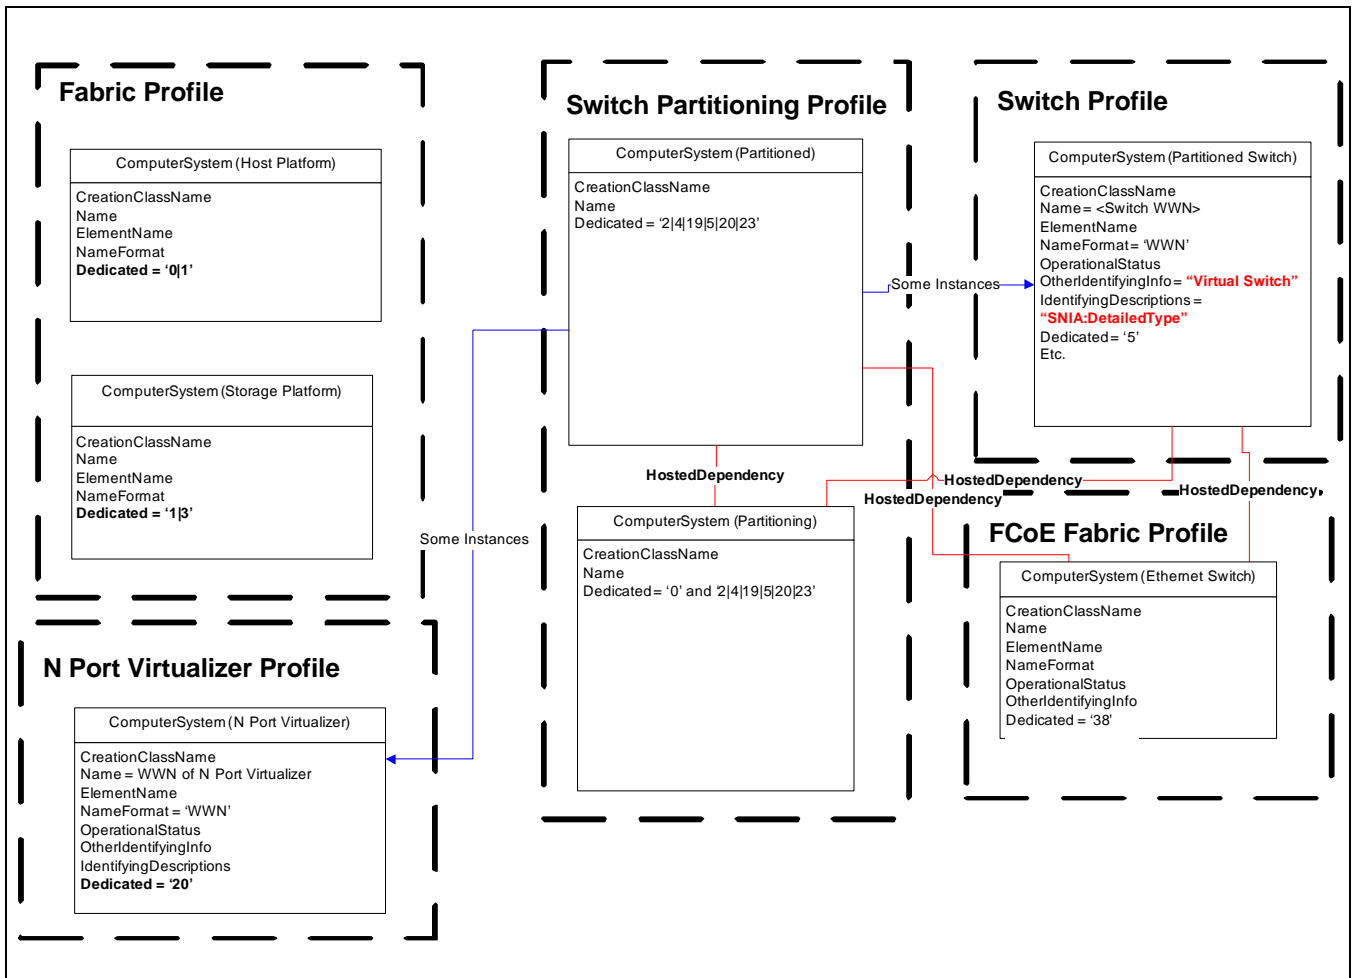 Fabric Profile
ComputerSystem (Host Platform)
CreationClassName
Name
ElementName
NameFormat
Dedicated = ‘0|1’
ComputerSystem (Storage Platform)
CreationClassName
Name
ElementName
NameFormat
Dedicated = ‘1|3’
N Port Virtualizer Profile
ComputerSystem (N Port Virtualizer)
CreationClassName
Name = WWN of N Port Virtualizer
ElementName
NameFormat = ‘WWN’
OperationalStatus
OtherIdentifyingInfo
IdentifyingDescriptions
Dedicated = ‘20’
Some Instances
Switch Partitioning Profile
ComputerSystem (Partitioned)
CreationClassName
Name
Dedicated = ‘2|4|19|5|20|23’
HostedDependency
ComputerSystem (Partitioning)
CreationClassName
Name
Dedicated = ‘0’ and ‘2|4|19|5|20|23’
Some Instances
HostedDependency
HostedDependency
HostedDependency
Switch Profile
ComputerSystem (Partitioned Switch)
CreationClassName
Name = <Switch WWN>
ElementName
NameFormat = ‘WWN’
OperationalStatus
OtherIdentifyingInfo = “Virtual Switch”
IdentifyingDescriptions =
“SNIA:DetailedType”
Dedicated = ‘5’
Etc.
FCoE Fabric Profile
ComputerSystem (Ethernet Switch)
CreationClassName
Name
ElementName
NameFormat
OperationalStatus
OtherIdentifyingInfo
Dedicated = ‘38’